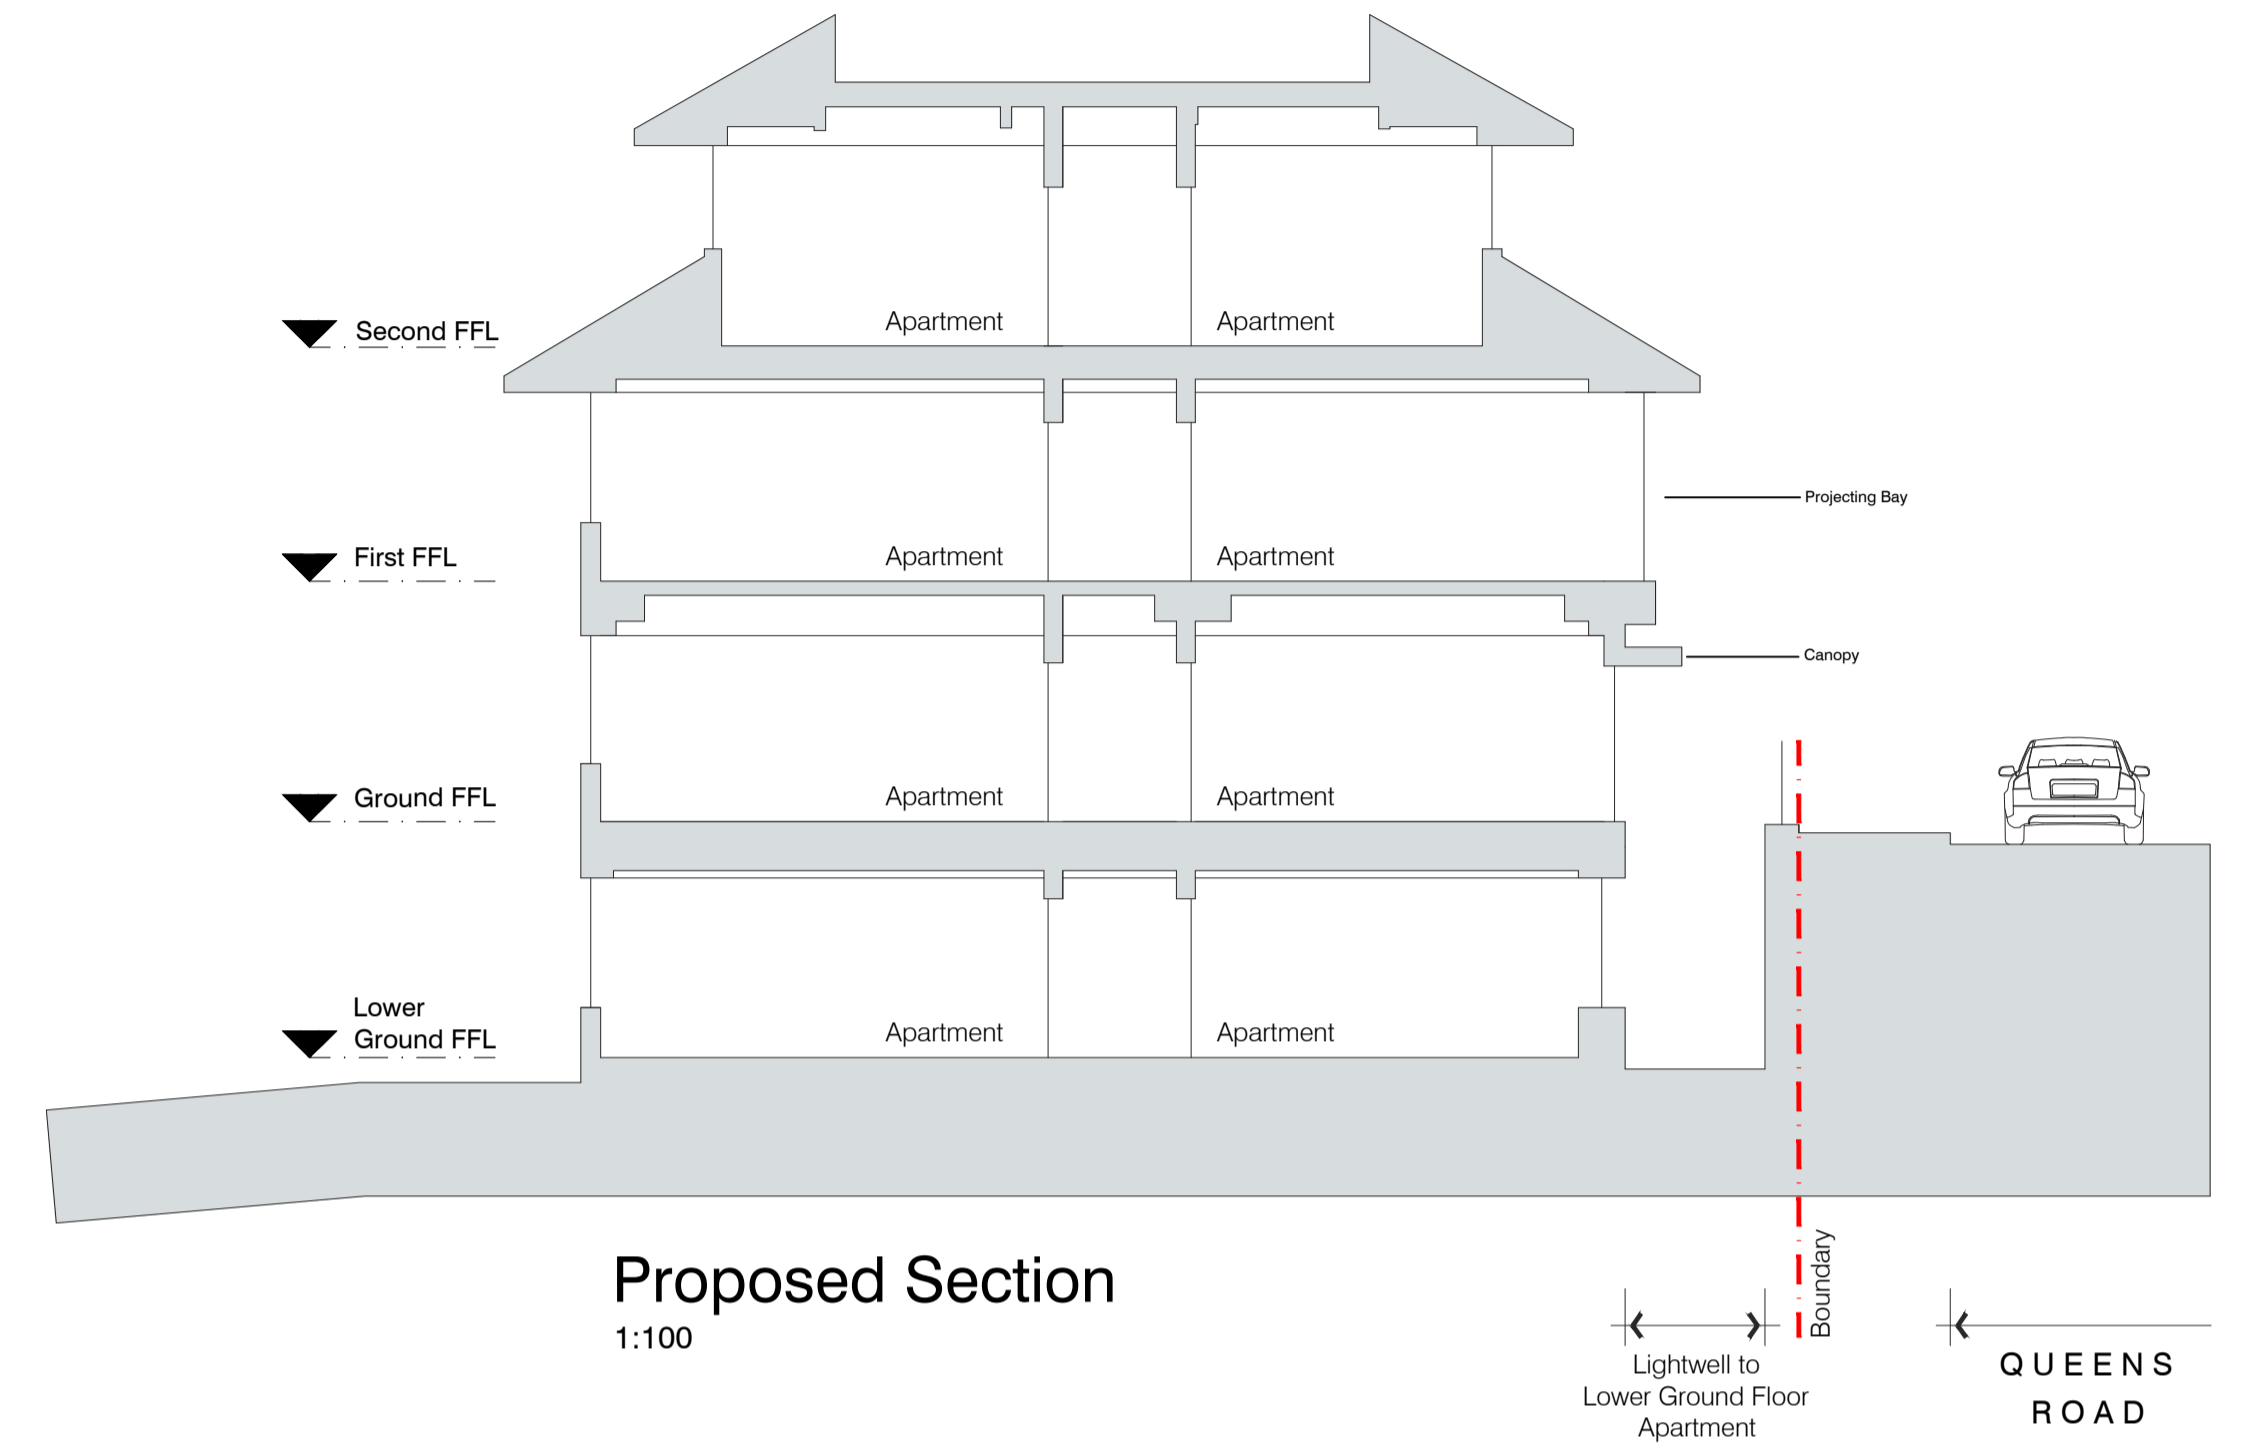 Apartment Apartment
Second FFL
Projecting Bay
First FFL
Apartment Apartment
Canopy
Ground FFL
Apartment Apartment
Lower
Ground FFL
Apartment Apartment
Proposed Section
1:100
Boundary
Lightwell to
Lower Ground Floor
Apartment
QUEENS
ROAD